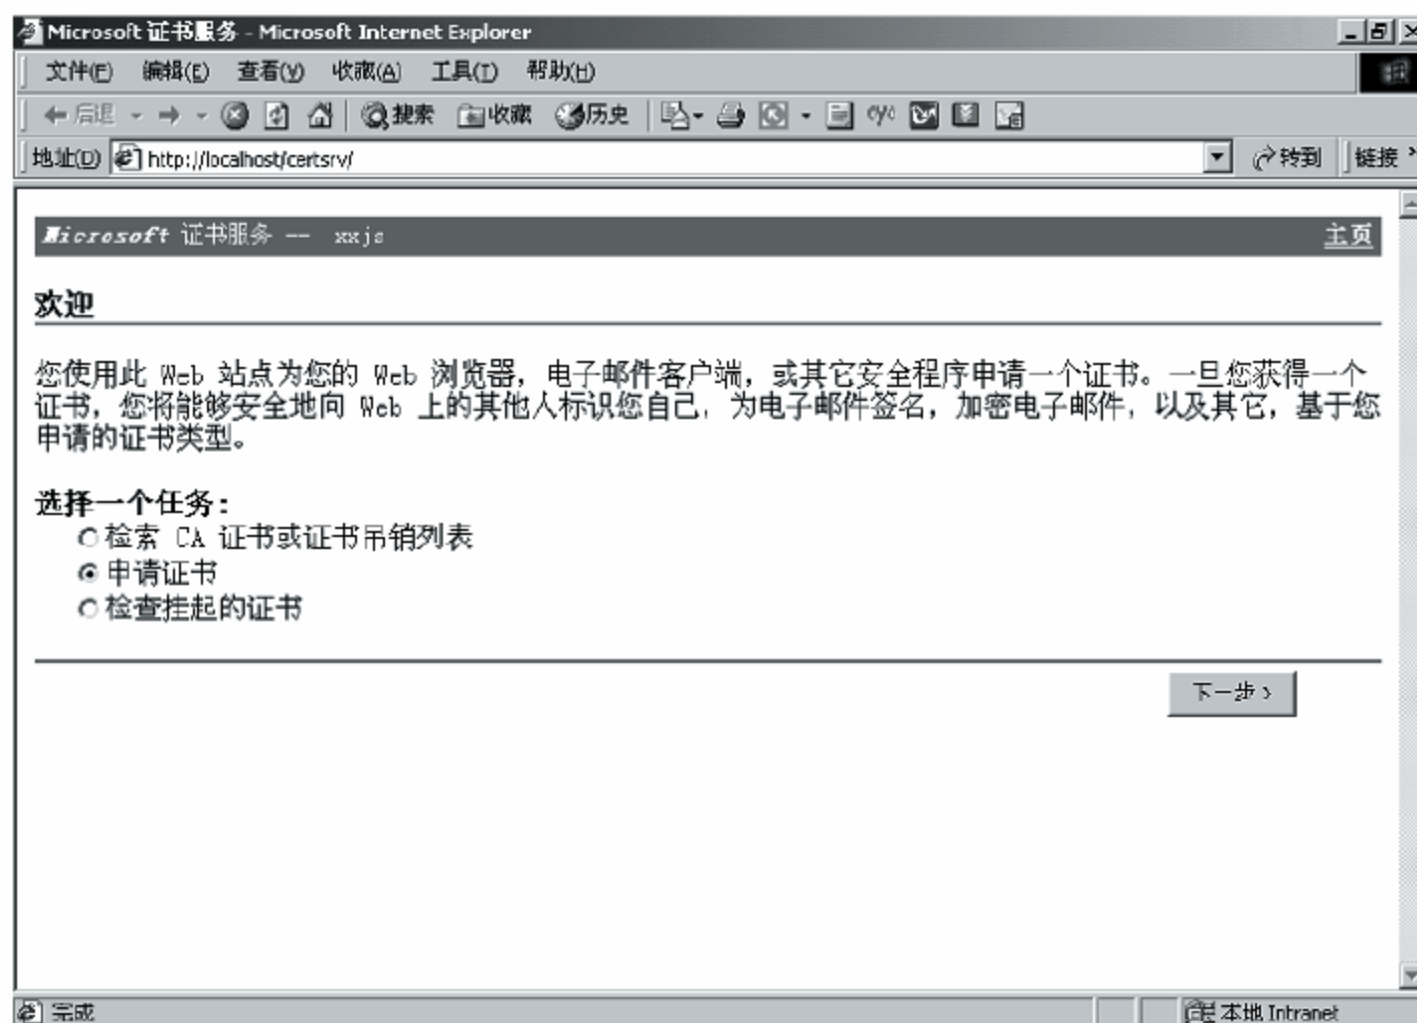 Microsoft 证书服务 - Microsoft Internet Explorer
文件(F) 编辑(E) 查看(V) 收藏(A) 工具(T) 帮助(H)
后退 搜索 收藏 历史
地址(D) http://localhost/certsrv/ 转到 链接 »
Microsoft 证书服务 -- xxjs 主页
欢迎
您使用此 Web 站点为您的 Web 浏览器，电子邮件客户端，或其它安全程序申请一个证书。一旦您获得一个
证书，您将能够安全地向 Web 上的其他人标识您自己，为电子邮件签名，加密电子邮件，以及其它，基于您
申请的证书类型。
选择一个任务：
检索 CA 证书或证书吊销列表
申请证书
检查挂起的证书
下一步 >
完成 本地 Intranet